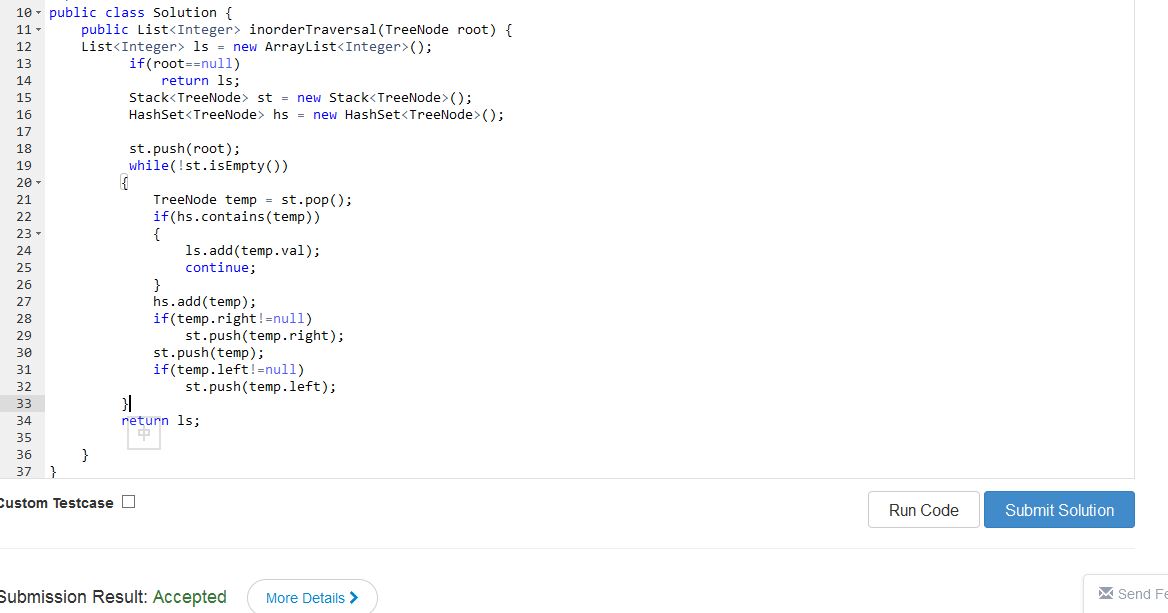 10 public class Solution {
11 public List<Integer> inorderTraversal(TreeNode root) {
12 List<Integer> ls = new ArrayList<Integer>();
13 if(root==null)
14 return ls;
15 Stack<TreeNode> st = new Stack<TreeNode>();
16 HashSet<TreeNode> hs = new HashSet<TreeNode>();
17
18 st.push(root);
19 while(!st.isEmpty())
20 {
21 TreeNode temp = st.pop();
22 if(hs.contains(temp))
23 {
24 ls.add(temp.val);
25 continue;
26 }
27 hs.add(temp);
28 if(temp.right!=null)
29 st.push(temp.right);
30 st.push(temp);
31 if(temp.left!=null)
32 st.push(temp.left);
33 }
34 return ls;
中
35
36 }
37 }
Custom Testcase
Run Code Submit Solution
Submission Result: Accepted More Details
Send Fe